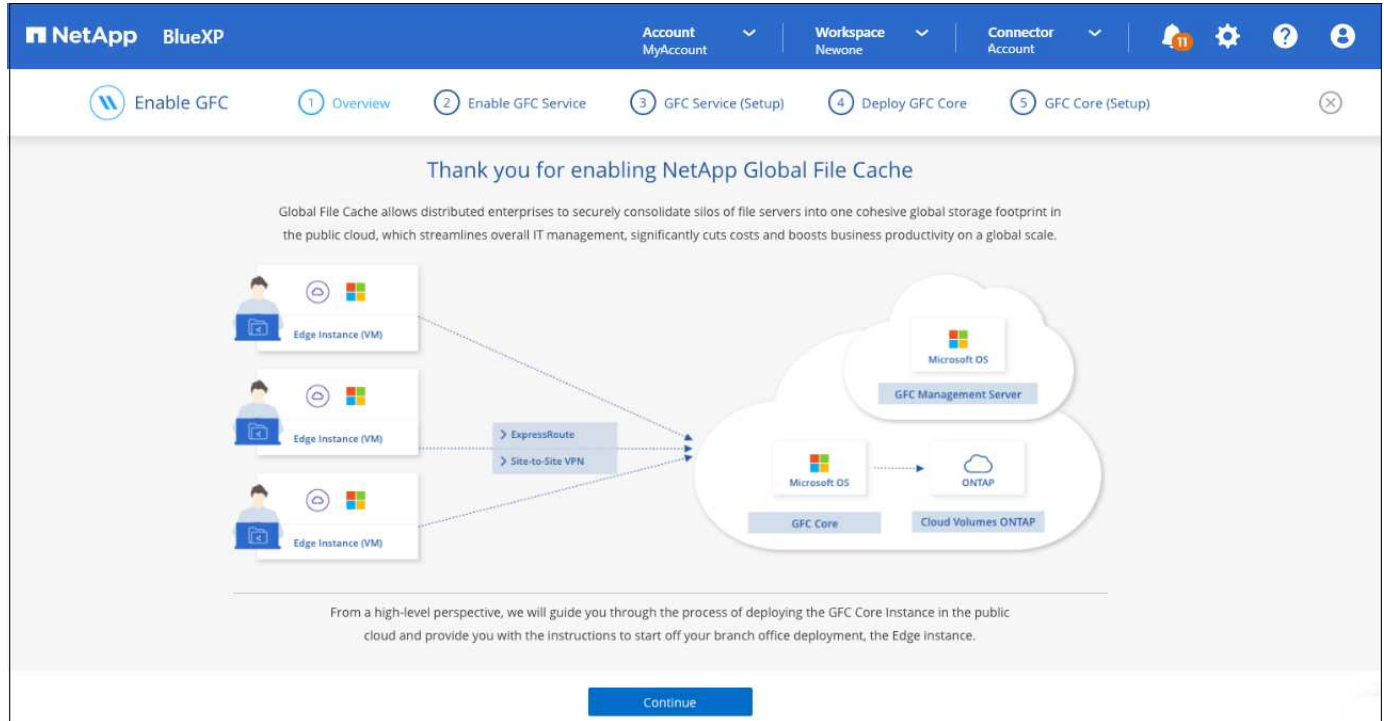 NetApp BlueXP
Account
MyAccount
Workspace
Newone
Connector
Account
11
Enable GFC
1 Overview
2 Enable GFC Service
3 GFC Service (Setup)
4 Deploy GFC Core
5 GFC Core (Setup)
Thank you for enabling NetApp Global File Cache
Global File Cache allows distributed enterprises to securely consolidate silos of file servers into one cohesive global storage footprint in
the public cloud, which streamlines overall IT management, significantly cuts costs and boosts business productivity on a global scale.
Edge Instance (VM)
Edge Instance (VM)
Edge Instance (VM)
ExpressRoute
Site-to-Site VPN
Microsoft OS
GFC Management Server
Microsoft OS
GFC Core
ONTAP
Cloud Volumes ONTAP
From a high-level perspective, we will guide you through the process of deploying the GFC Core Instance in the public
cloud and provide you with the instructions to start off your branch office deployment, the Edge instance.
Continue